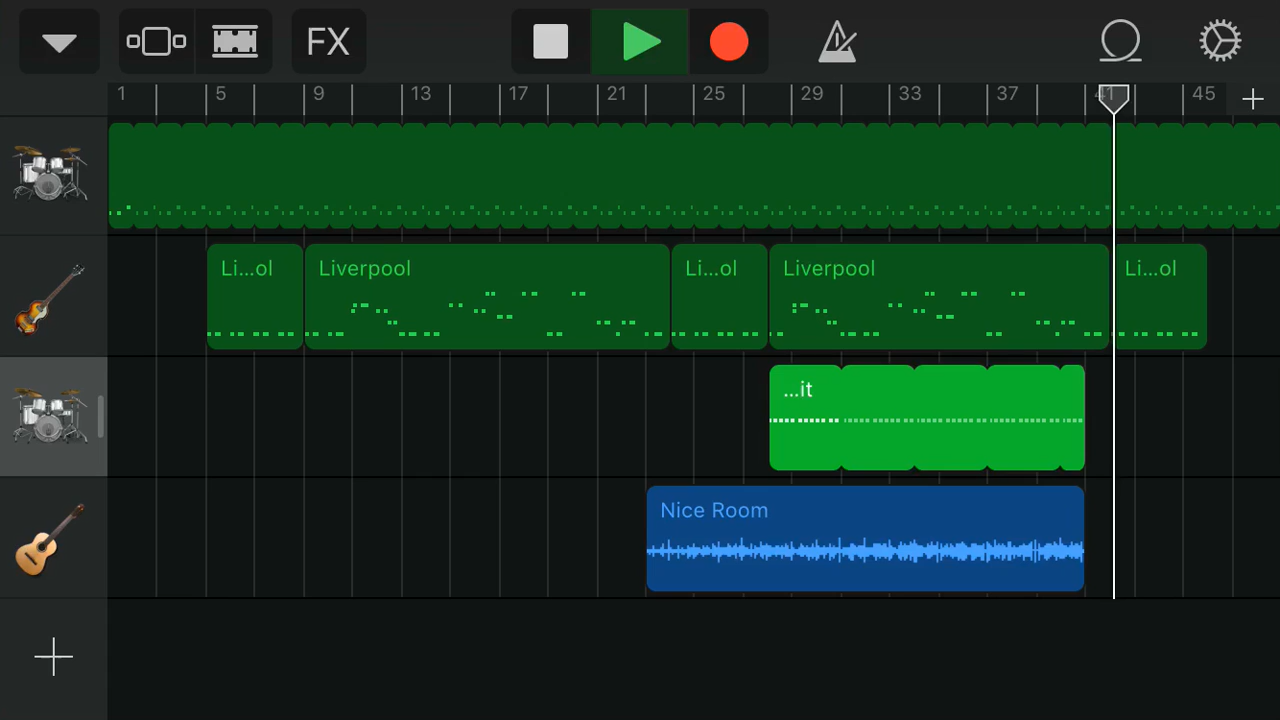 FX
1 5 9 13 17 21 25 29 33 37 41 45
Li...ol Liverpool Li...ol Liverpool Li...ol
...it
Nice Room